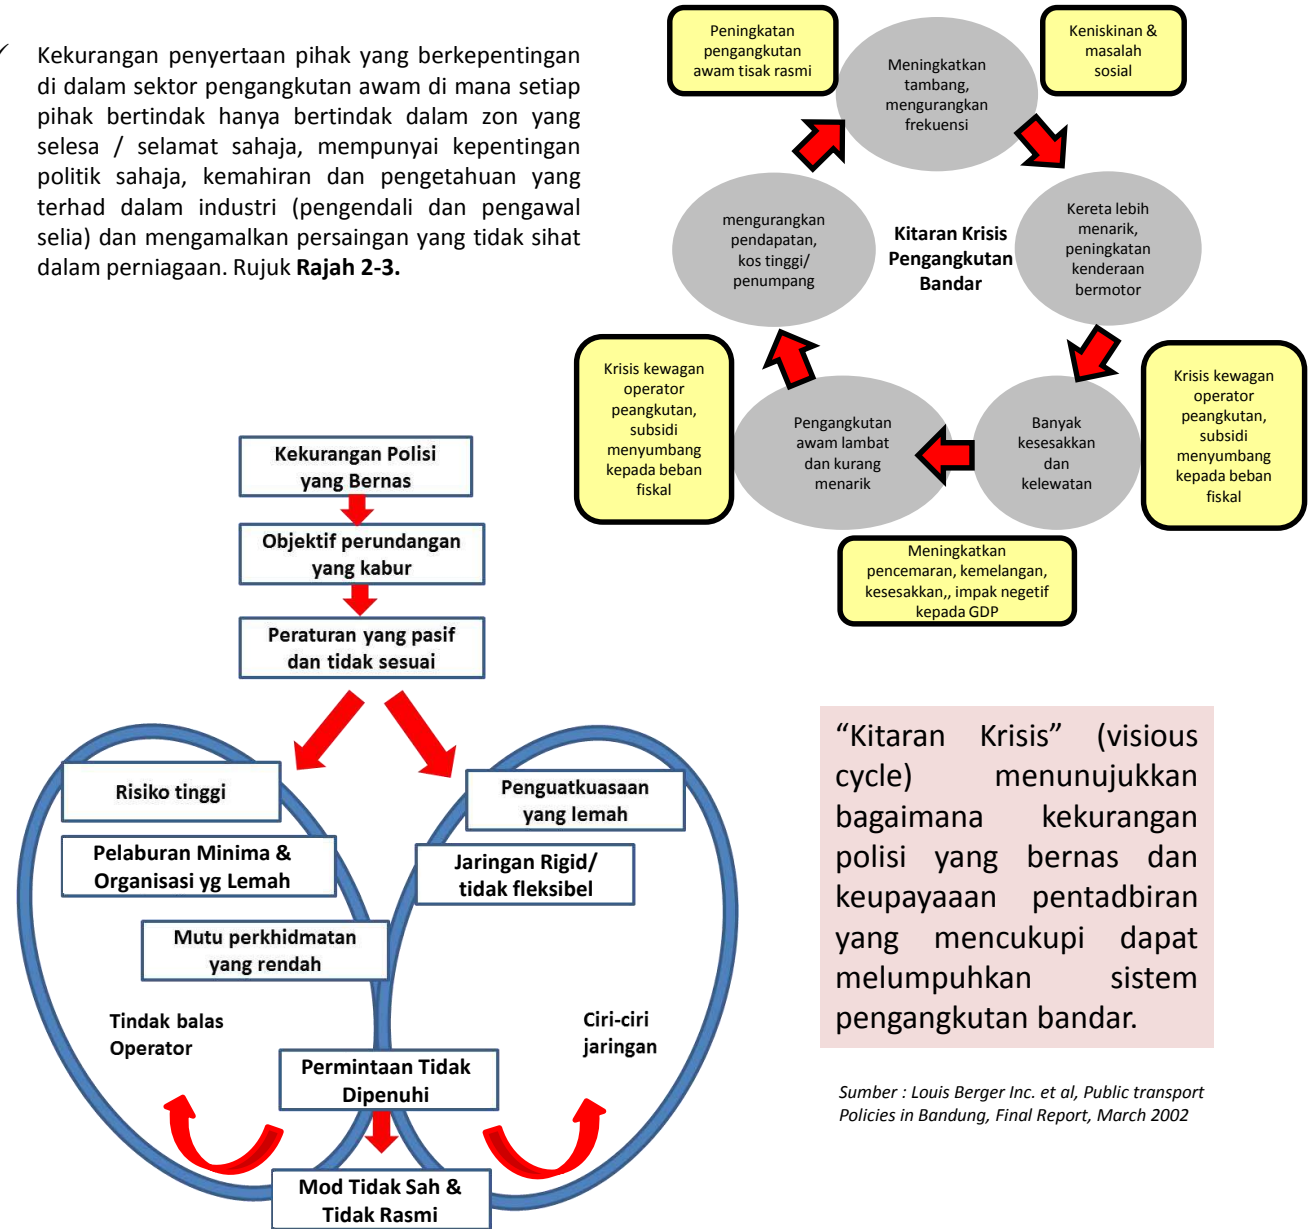 ✓ Kekurangan penyertaan pihak yang berkepentingan
di dalam sektor pengangkutan awam di mana setiap
pihak bertindak hanya bertindak dalam zon yang
selesa / selamat sahaja, mempunyai kepentingan
politik sahaja, kemahiran dan pengetahuan yang
terhad dalam industri (pengendali dan pengawal
selia) dan mengamalkan persaingan yang tidak sihat
dalam perniagaan. Rujuk Rajah 2-3.
Peningkatan
pengangkutan
awam tisak rasmi
Meningkatkan
tambang,
mengurangkan
frekuensi
Keniskinan &
masalah
sosial
mengurangkan
pendapatan,
kos tinggi/
penumpang
Kitaran Krisis
Pengangkutan
Bandar
Kereta lebih
menarik,
peningkatan
kenderaan
bermotor
Krisis kewagan
operator
peangkutan,
subsidi
menyumbang
kepada beban
fiskal
Pengangkutan
awam lambat
dan kurang
menarik
Banyak
kesesakkan
dan
kelewatan
Krisis kewagan
operator
peangkutan,
subsidi
menyumbang
kepada beban
fiskal
Meningkatkan
pencemaran, kemelangan,
kesesakkan,, impak negetif
kepada GDP
Kekurangan Polisi
yang Bernas
Objektif perundangan
yang kabur
Peraturan yang pasif
dan tidak sesuai
Risiko tinggi
Pelaburan Minima &
Organisasi yg Lemah
Mutu perkhidmatan
yang rendah
Tindak balas
Operator
Penguatkuasaan
yang lemah
Jaringan Rigid/
tidak fleksibel
Ciri-ciri
jaringan
Permintaan Tidak
Dipenuhi
Mod Tidak Sah &
Tidak Rasmi
“Kitaran Krisis” (visious
cycle) menunujukkan
bagaimana kekurangan
polisi yang bernas dan
keupayaaan pentadbiran
yang mencukupi dapat
melumpuhkan sistem
pengangkutan bandar.
Sumber : Louis Berger Inc. et al, Public transport
Policies in Bandung, Final Report, March 2002